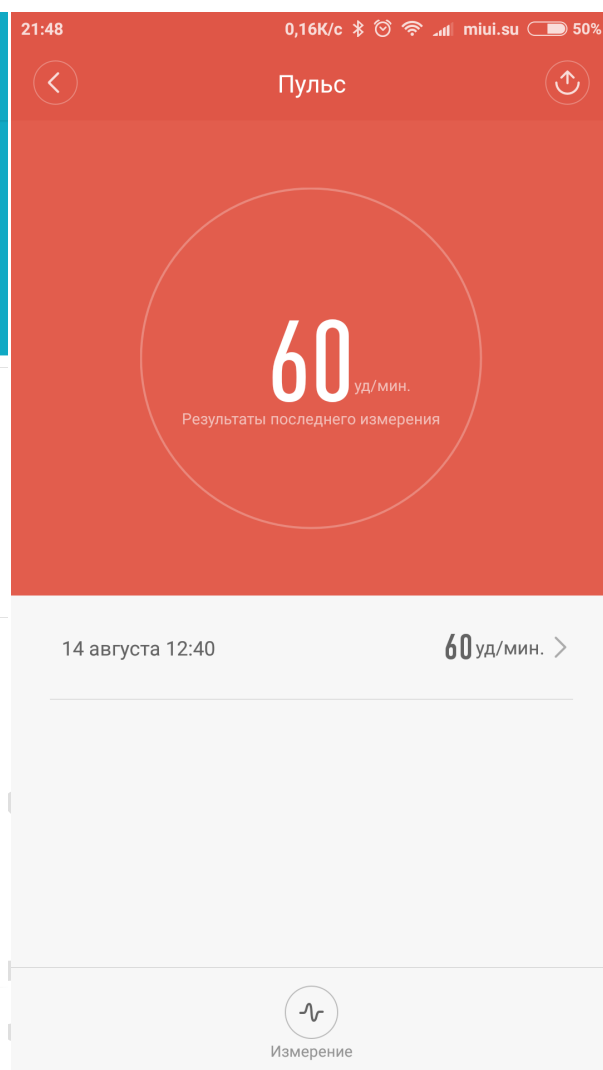 21:48 0,16K/c miui.su 50%
Пульс
60 уд/мин.
Результаты последнего измерения
14 августа 12:40 60 уд/мин.
Измерение